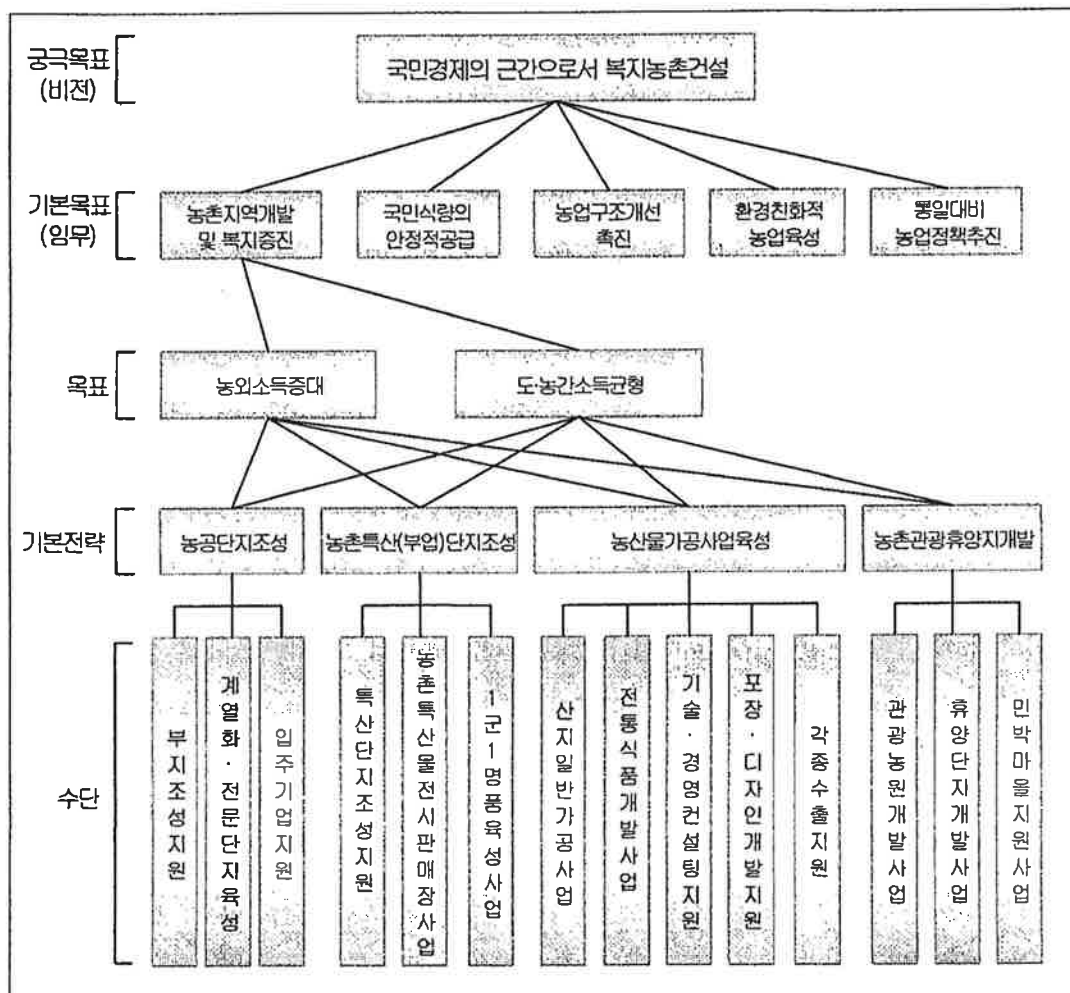 궁극목표
(비전)
국민경제의 근간으로서 복지농촌건설
기본목표
(임무)
농촌지역개발
및 복지증진
국민식량의
안정적공급
농업구조개선
촉진
환경친화적
농업육성
통일대비
농업정책추진
목표
농외소득증대
도·농간소득균형
기본전략
농공단지조성
농촌특산(부업)단지조성
농산물가공사업육성
농촌관광휴양지개발
수단
부지조성지원
계열화·전문단지육성
입주기업지원
특산단지조성지원
농촌특산물전시판매장사업
1군1명품육성사업
산지일반가공사업
전통식품개발사업
기술·경영컨설팅지원
포장·디자인개발지원
각종수출지원
관광농원개발사업
휴양단지개발사업
민박마을지원사업